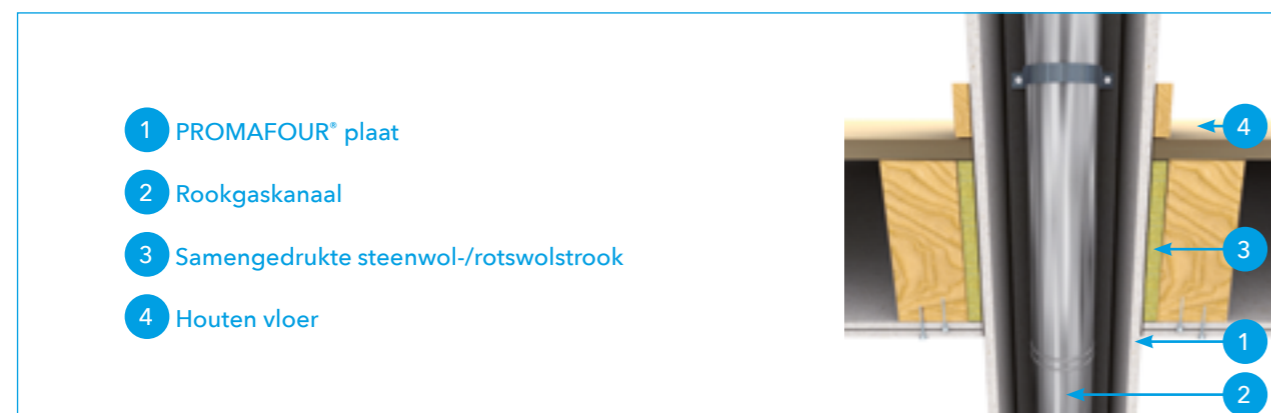 1 PROMAFOUR® plaat
2 Rookgaskanaal
3 Samengedrukte steenwol-/rotswolstrook
4 Houten vloer
4
3
1
2